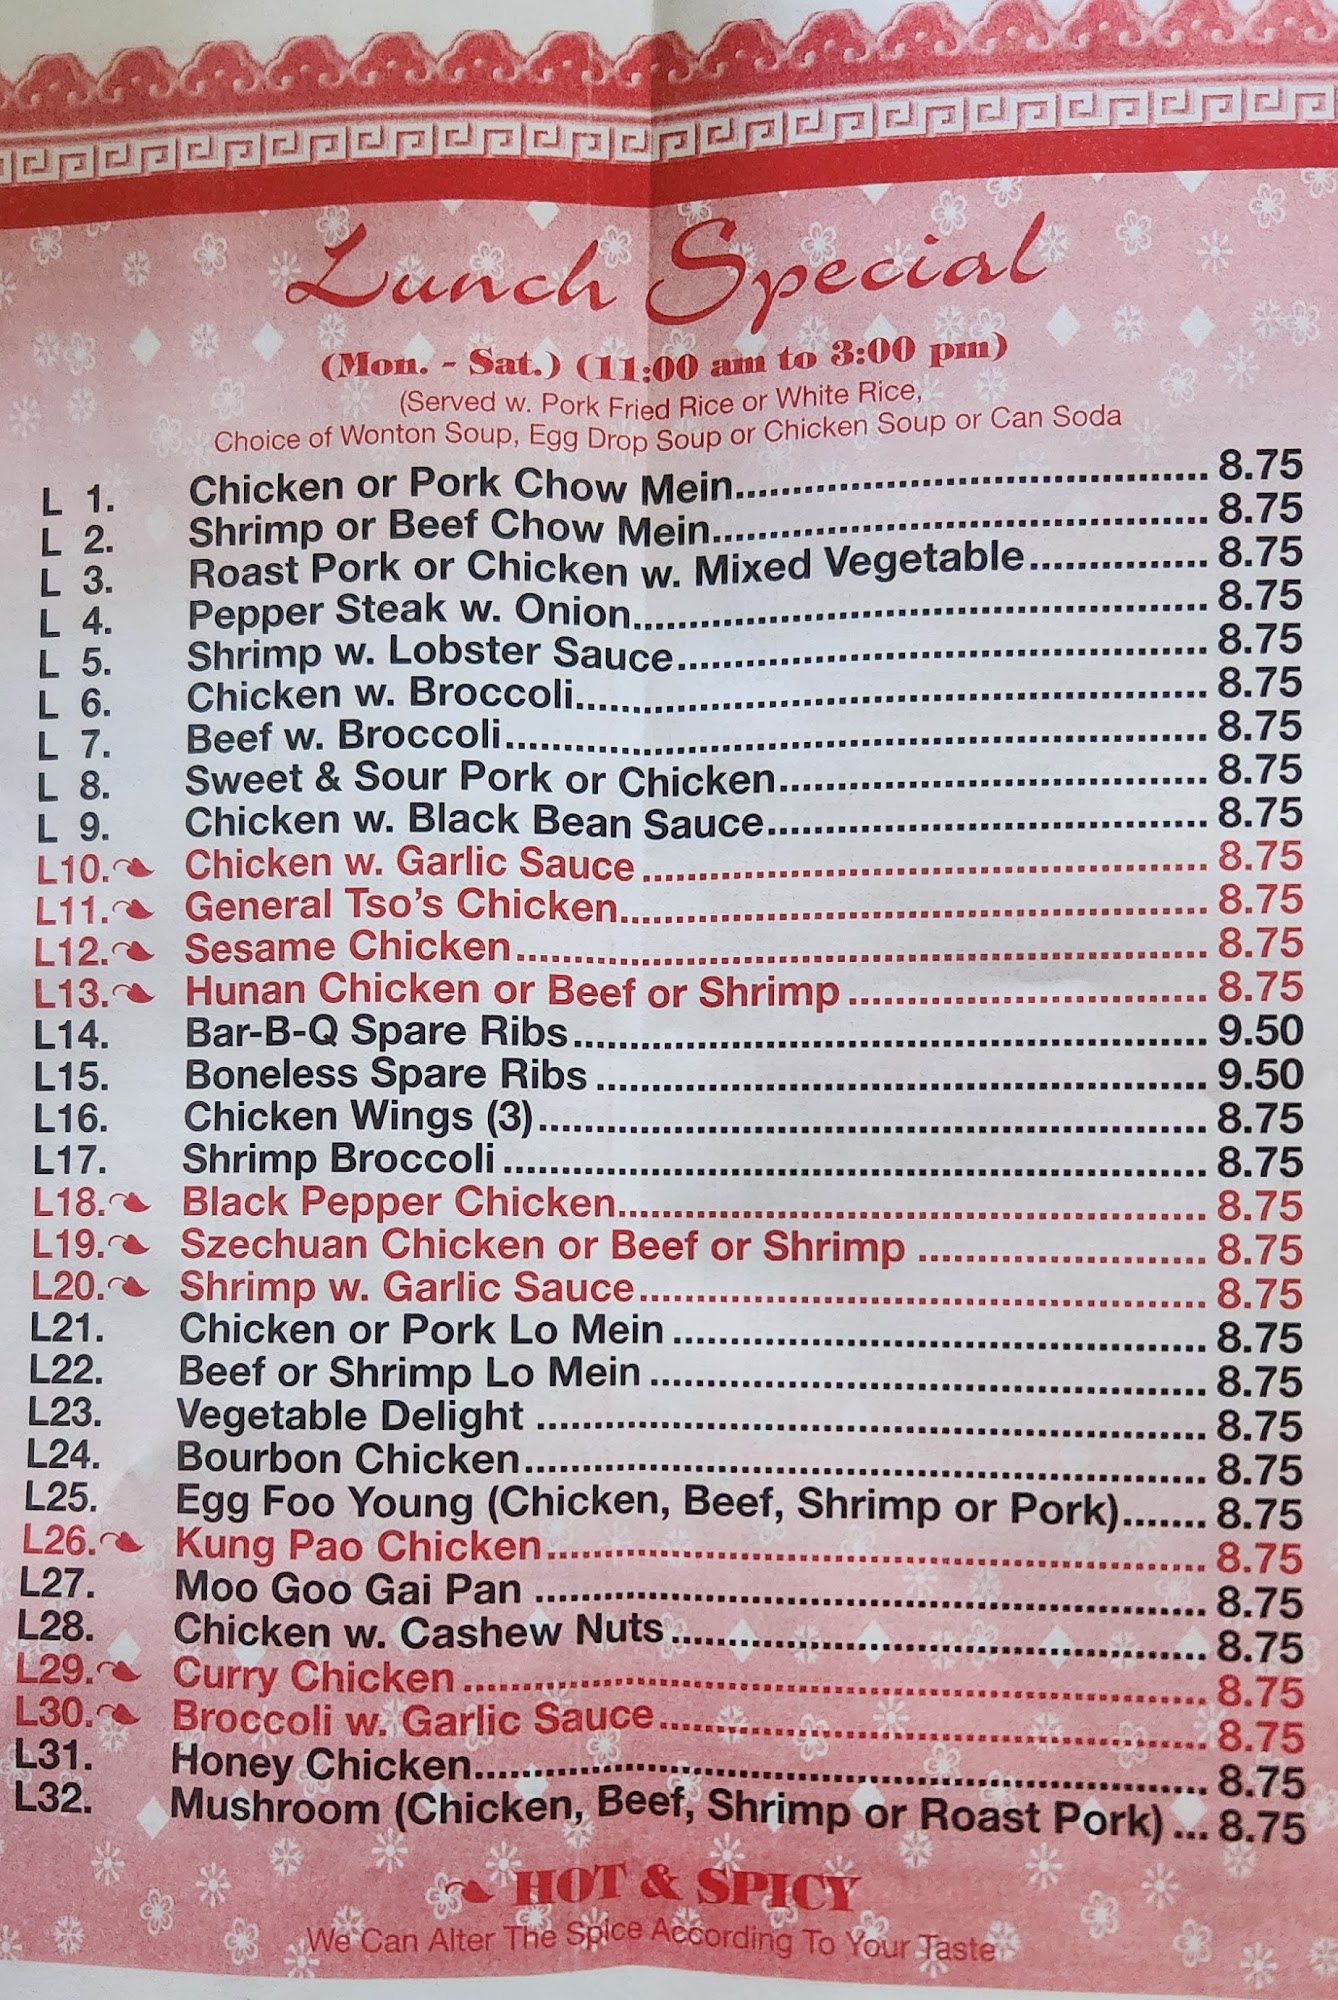 Lunch Special
(Mon. - Sat.) (11:00 am to 3:00 pm)
(Served w. Pork Fried Rice or White Rice,
Choice of Wonton Soup, Egg Drop Soup or Chicken Soup or Can Soda
L 1. Chicken or Pork Chow Mein 8.75
L 2. Shrimp or Beef Chow Mein 8.75
L 3. Roast Pork or Chicken w. Mixed Vegetable 8.75
L 4. Pepper Steak w. Onion 8.75
L 5. Shrimp w. Lobster Sauce 8.75
L 6. Chicken w. Broccoli 8.75
L 7. Beef w. Broccoli 8.75
L 8. Sweet & Sour Pork or Chicken 8.75
L 9. Chicken w. Black Bean Sauce 8.75
L10. Chicken w. Garlic Sauce 8.75
L11. General Tso's Chicken 8.75
L12. Sesame Chicken 8.75
L13. Hunan Chicken or Beef or Shrimp 8.75
L14. Bar-B-Q Spare Ribs 9.50
L15. Boneless Spare Ribs 9.50
L16. Chicken Wings (3) 8.75
L17. Shrimp Broccoli 8.75
L18. Black Pepper Chicken 8.75
L19. Szechuan Chicken or Beef or Shrimp 8.75
L20. Shrimp w. Garlic Sauce 8.75
L21. Chicken or Pork Lo Mein 8.75
L22. Beef or Shrimp Lo Mein 8.75
L23. Vegetable Delight 8.75
L24. Bourbon Chicken 8.75
L25. Egg Foo Young (Chicken, Beef, Shrimp or Pork) 8.75
L26. Kung Pao Chicken 8.75
L27. Moo Goo Gai Pan 8.75
L28. Chicken w. Cashew Nuts 8.75
L29. Curry Chicken 8.75
L30. Broccoli w. Garlic Sauce 8.75
L31. Honey Chicken 8.75
L32. Mushroom (Chicken, Beef, Shrimp or Roast Pork) 8.75
HOT & SPICY
We Can Alter The Spice According To Your Taste